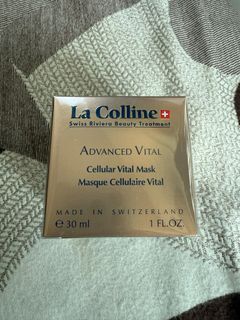 La Colline
Swiss Riviera Beauty Treatment
ADVANCED VITAL
Cellular Vital Mask
Masque Cellulaire Vital
MADE IN SWITZERLAND
℮ 30 ml 1 FL.OZ.